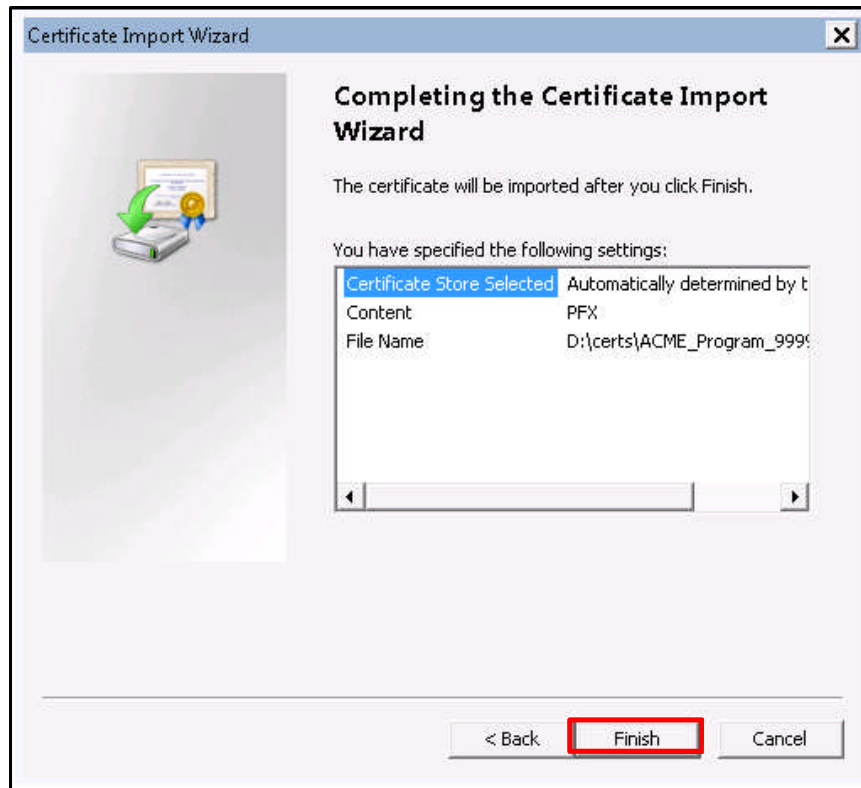 Certificate Import Wizard
Completing the Certificate Import
Wizard
The certificate will be imported after you click Finish.
You have specified the following settings:
Certificate Store Selected Automatically determined by t
Content PFX
File Name D:\certs\ACME_Program_9999
< Back Finish Cancel